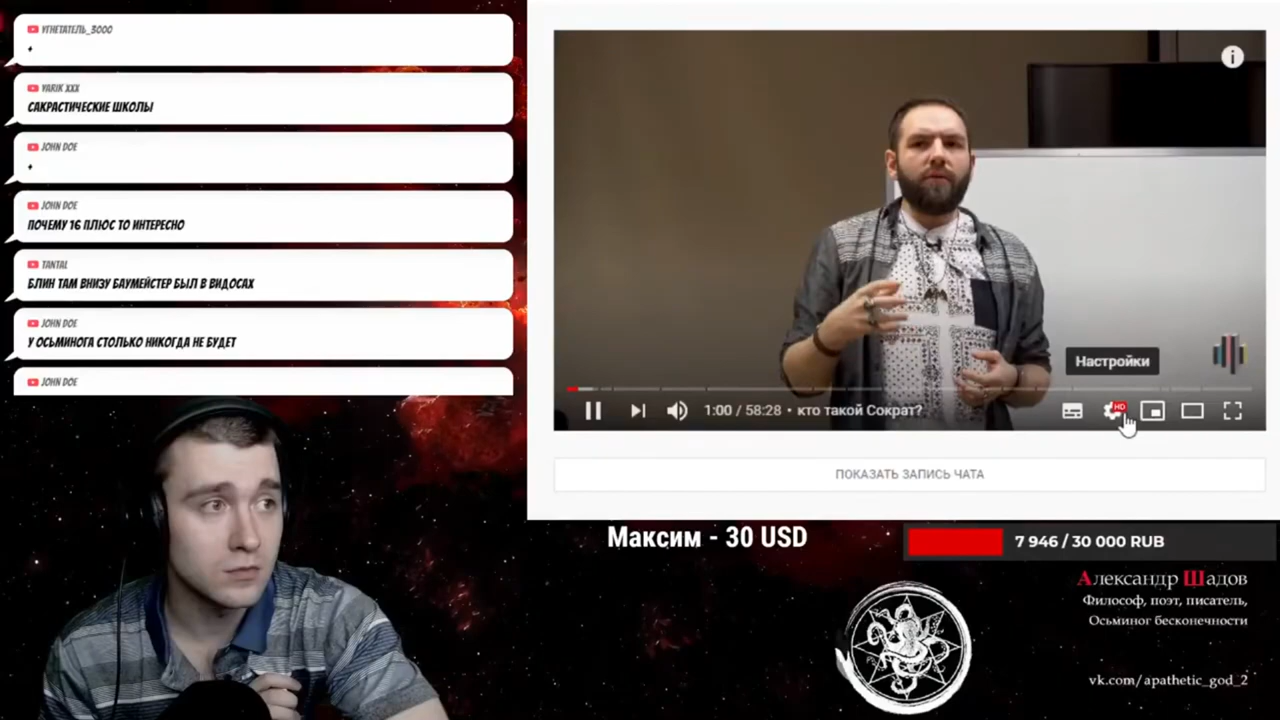 УГНЕТАТЕЛЬ_3000
+
YARIK XXX
САКРАСТИЧЕСКИЕ ШКОЛЫ
JOHN DOE
+
JOHN DOE
ПОЧЕМУ 16 ПЛЮС ТО ИНТЕРЕСНО
TANTAL
БЛИН ТАМ ВНИЗУ БАУМЕЙСТЕР БЫЛ В ВИДОСАХ
JOHN DOE
У ОСЬМИНОГА СТОЛЬКО НИКОГДА НЕ БУДЕТ
JOHN DOE
Настройки
1:00 / 58:28 • кто такой Сократ?
HD
ПОКАЗАТЬ ЗАПИСЬ ЧАТА
Максим - 30 USD
7 946 / 30 000 RUB
Александр Шадов
Философ, поэт, писатель,
Осьминог бесконечности
vk.com/apathetic_god_2